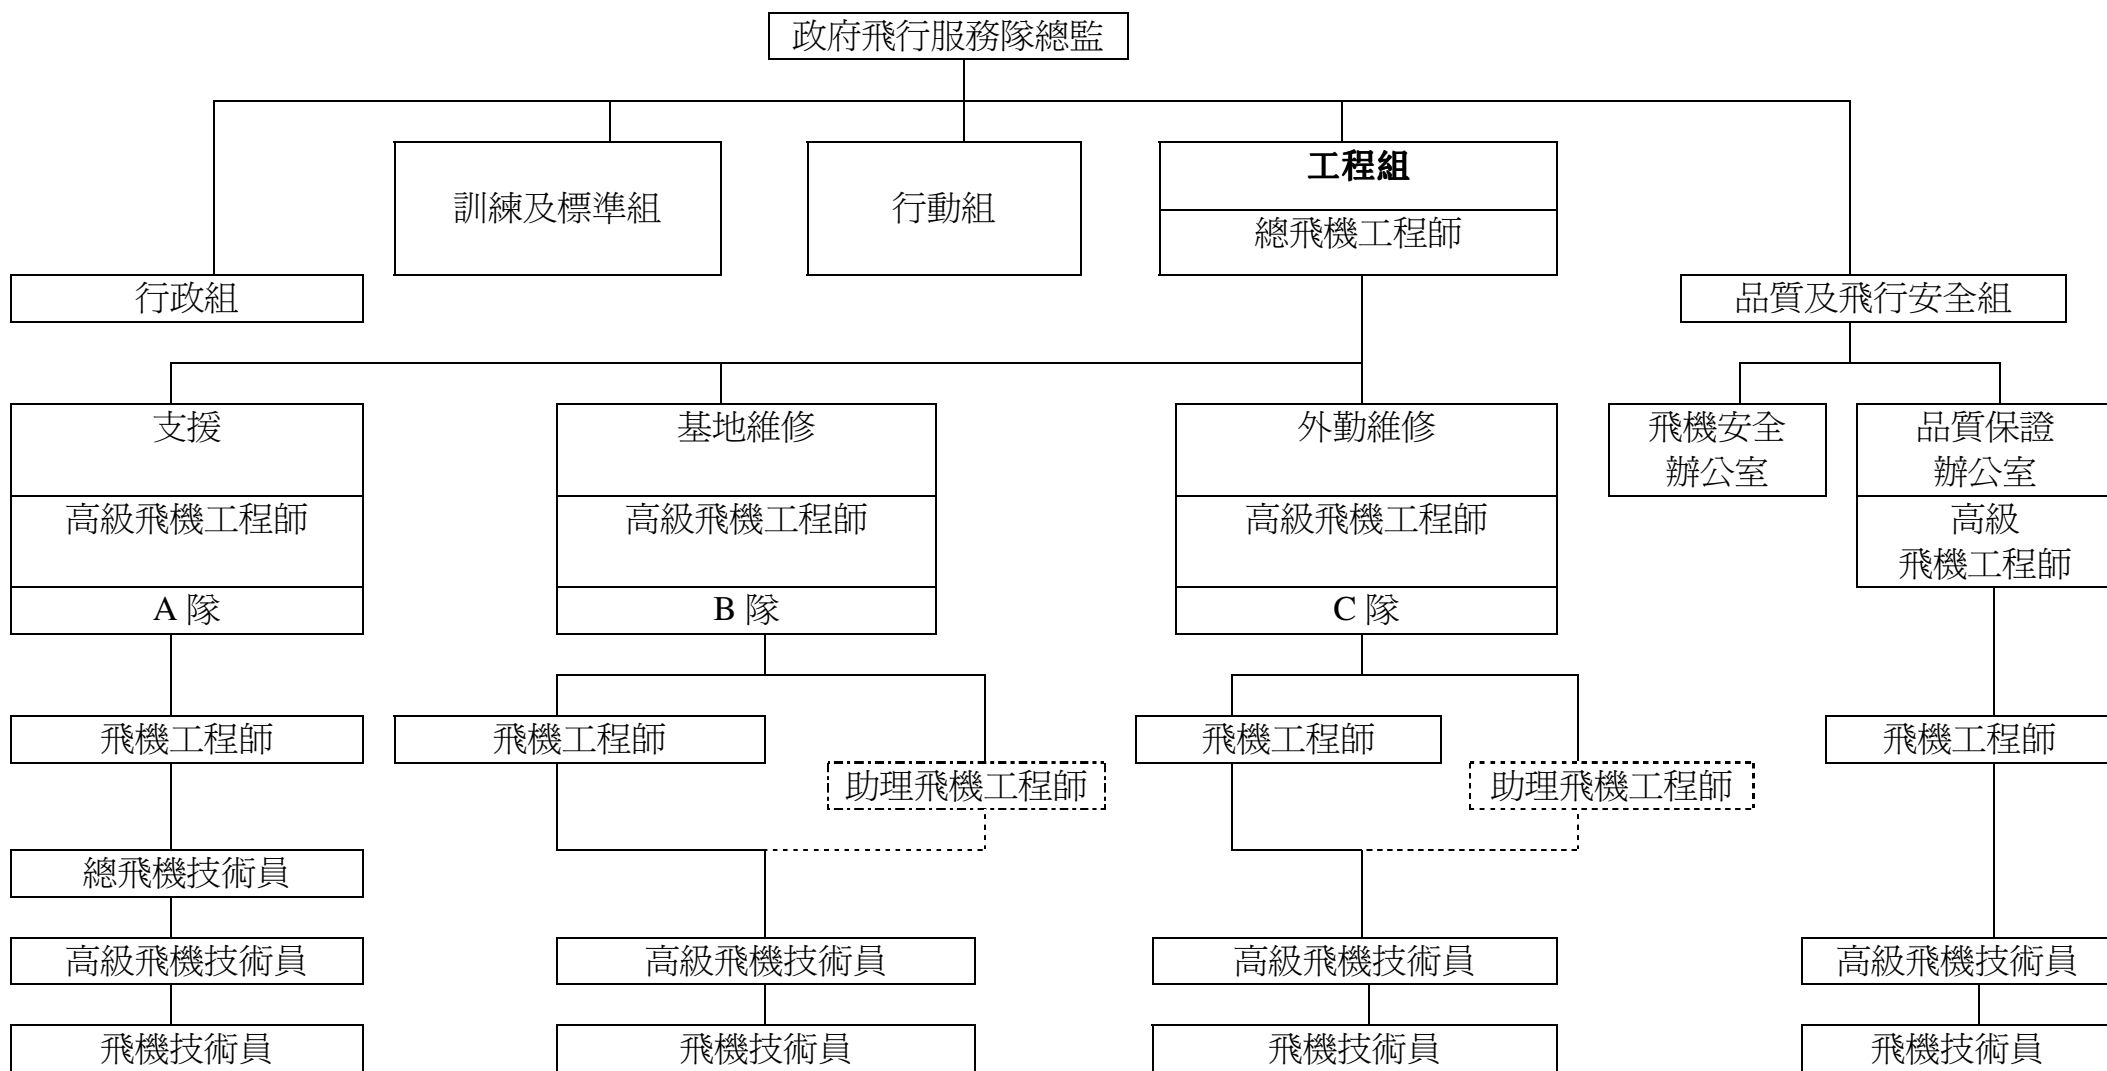 政府飛行服務隊總監
訓練及標準組
行動組
工程組
總飛機工程師
行政組
品質及飛行安全組
支援
高級飛機工程師
A 隊
基地維修
高級飛機工程師
B 隊
外勤維修
高級飛機工程師
C 隊
飛機安全
辦公室
品質保證
辦公室
高級
飛機工程師
飛機工程師
飛機工程師
助理飛機工程師
飛機工程師
助理飛機工程師
飛機工程師
總飛機技術員
高級飛機技術員
高級飛機技術員
高級飛機技術員
高級飛機技術員
飛機技術員
飛機技術員
飛機技術員
飛機技術員